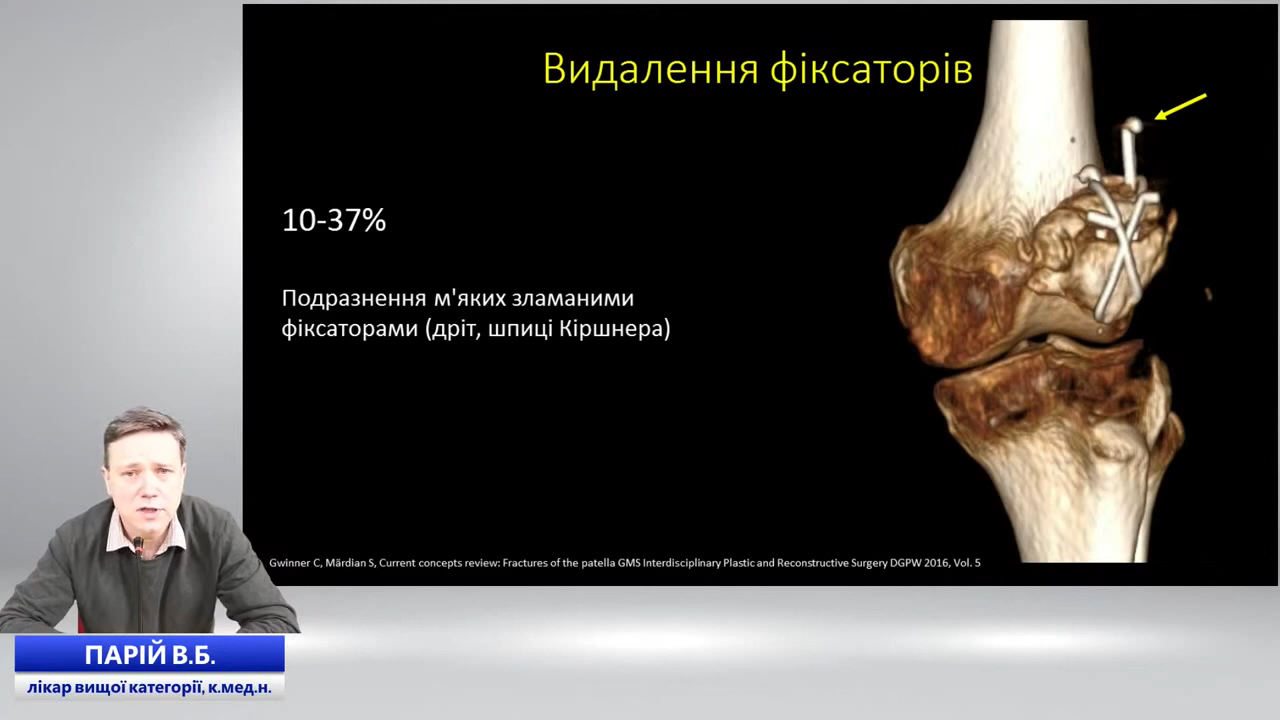 Видалення фіксаторів
10-37%
Подразнення м'яких зламаними
фіксаторами (дріт, шпиці Кіршнера)
Gwinner C, Märdian S, Current concepts review: Fractures of the patella GMS Interdisciplinary Plastic and Reconstructive Surgery DGPW 2016, Vol. 5
ПАРІЙ В.Б.
лікар вищої категорії, к.мед.н.